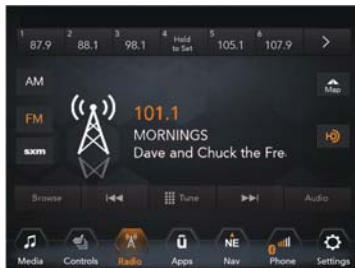 1 2 3 4 5 6
87.9 88.1 98.1 Hold to Set 105.1 107.9
AM
Map
FM
101.1
HD
MORNINGS
sxm
Dave and Chuck the Fre
Browse Tune Audio
Ü NE
Media Controls Radio Apps Nav Phone Settings